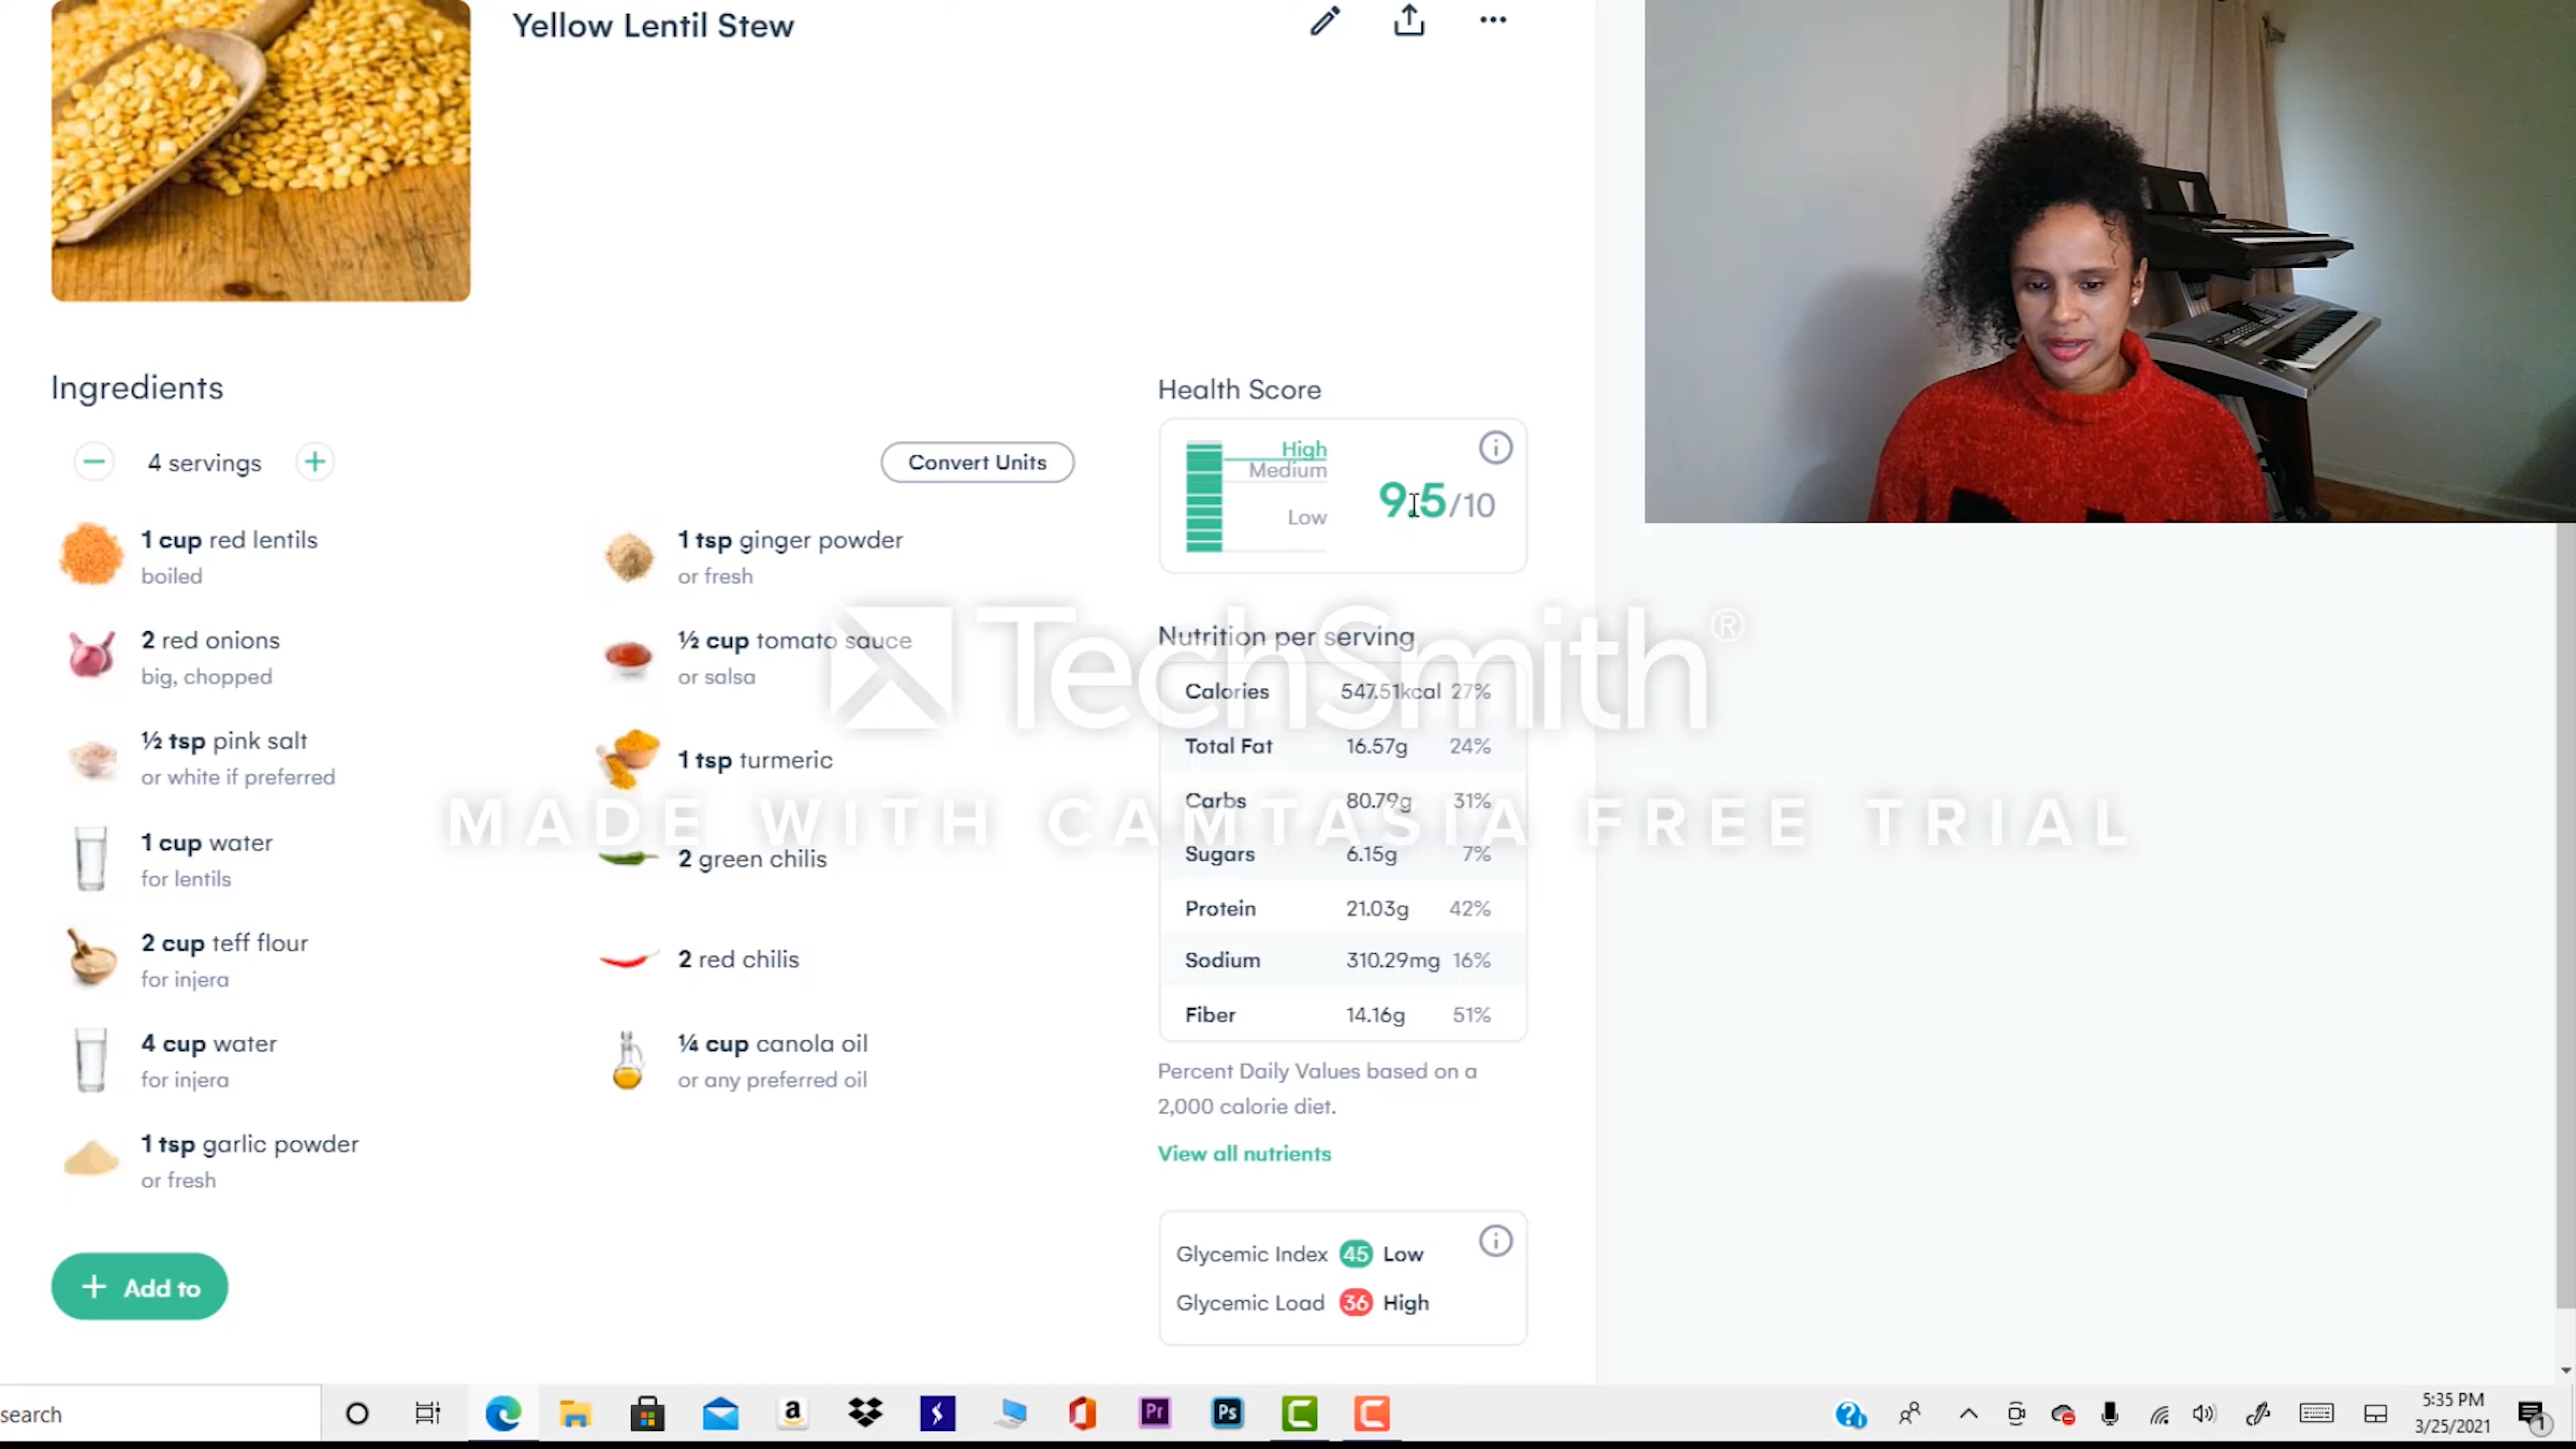 Yellow Lentil Stew
Ingredients
4 servings
Convert Units
1 cup red lentils
boiled
2 red onions
big, chopped
½ tsp pink salt
or white if preferred
1 cup water
for lentils
2 cup teff flour
for injera
4 cup water
for injera
1 tsp garlic powder
or fresh
1 tsp ginger powder
or fresh
½ cup tomato sauce
or salsa
1 tsp turmeric
2 green chilis
2 red chilis
¼ cup canola oil
or any preferred oil
+ Add to
Health Score
High
Medium
Low
9.5/10
Nutrition per serving
Calories 547.51kcal 27%
Total Fat 16.57g 24%
Carbs 80.79g 31%
Sugars 6.15g 7%
Protein 21.03g 42%
Sodium 310.29mg 16%
Fiber 14.16g 51%
Percent Daily Values based on a
2,000 calorie diet.
View all nutrients
Glycemic Index 45 Low
Glycemic Load 36 High
TechSmith®
MADE WITH CAMTASIA FREE TRIAL
search
a
Pr
Ps
5:35 PM
3/25/2021
1